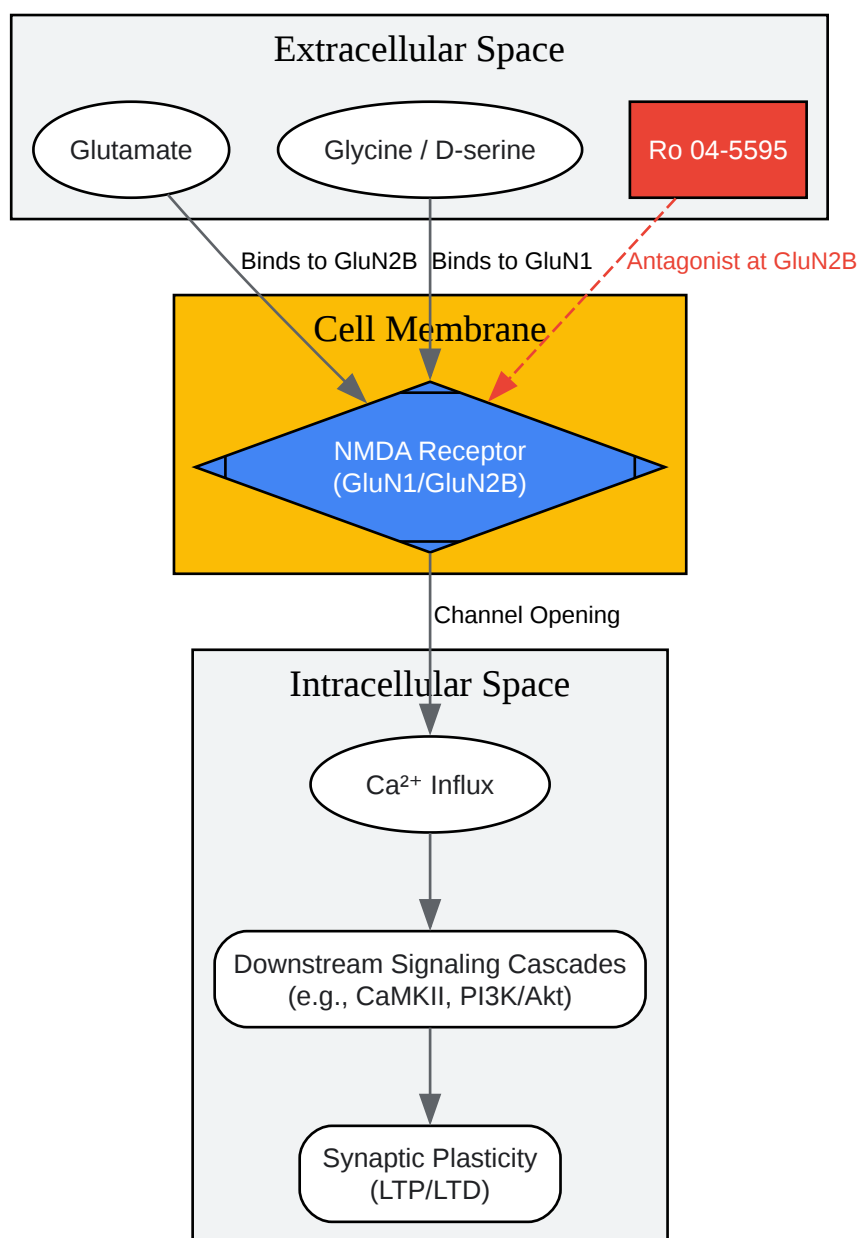 Extracellular Space
Glutamate
Glycine / D-serine
Ro 04-5595
Binds to GluN2B
Binds to GluN1
Antagonist at GluN2B
Cell Membrane
NMDA Receptor
(GluN1/GluN2B)
Channel Opening
Intracellular Space
Ca²⁺ Influx
Downstream Signaling Cascades
(e.g., CaMKII, PI3K/Akt)
Synaptic Plasticity
(LTP/LTD)